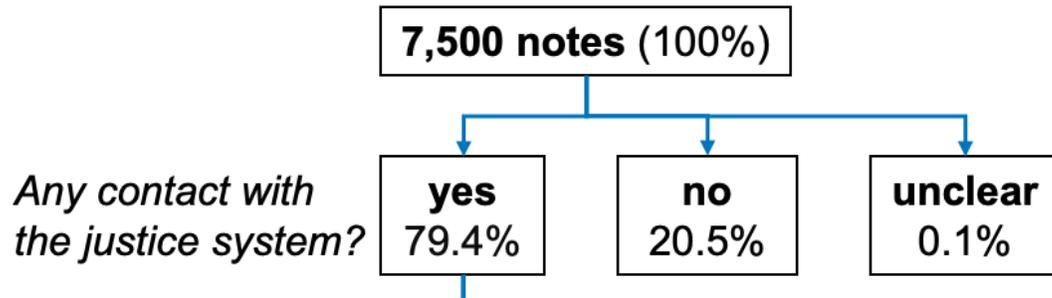 7,500 notes (100%)
Any contact with
the justice system?
yes
79.4%
no
20.5%
unclear
0.1%